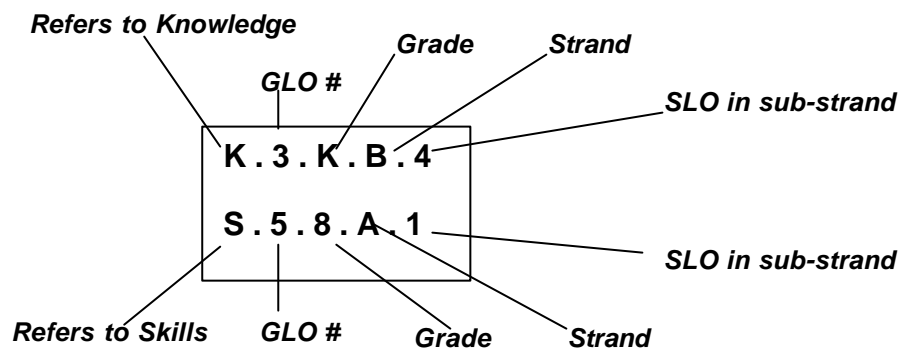 Refers to Knowledge
Grade
Strand
GLO #
SLO in sub-strand
K . 3 . K . B . 4
S . 5 . 8 . A . 1
SLO in sub-strand
Refers to Skills
GLO #
Grade
Strand